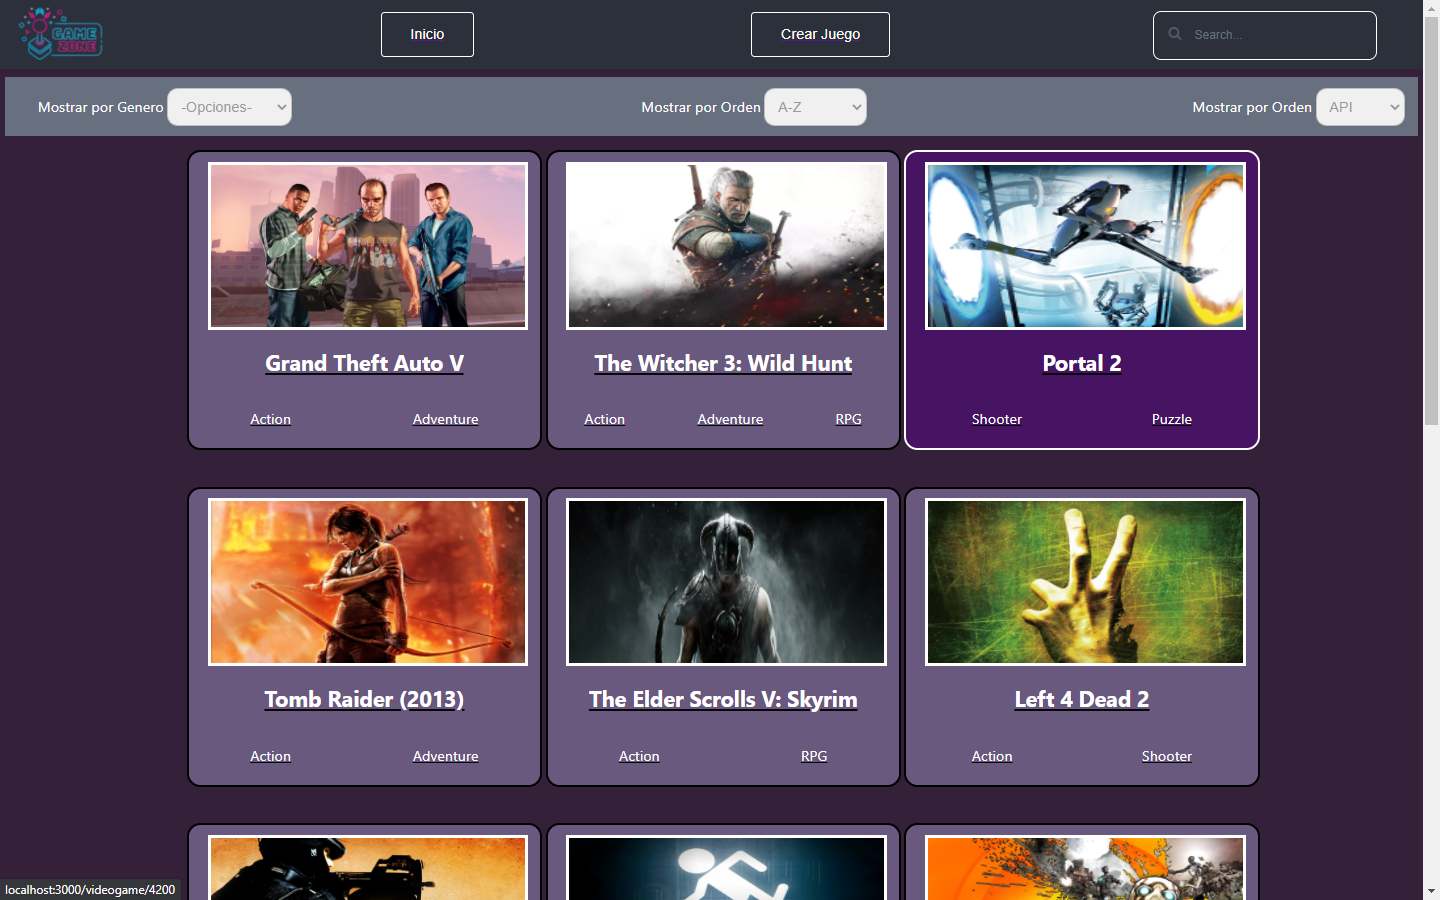 GAME
ZONE
Inicio
Crear Juego
Search...
Mostrar por Genero -Opciones-
Mostrar por Orden A-Z
Mostrar por Orden API
Grand Theft Auto V
Action Adventure
The Witcher 3: Wild Hunt
Action Adventure RPG
Portal 2
Shooter Puzzle
Tomb Raider (2013)
Action Adventure
The Elder Scrolls V: Skyrim
Action RPG
Left 4 Dead 2
Action Shooter
localhost:3000/videogame/4200